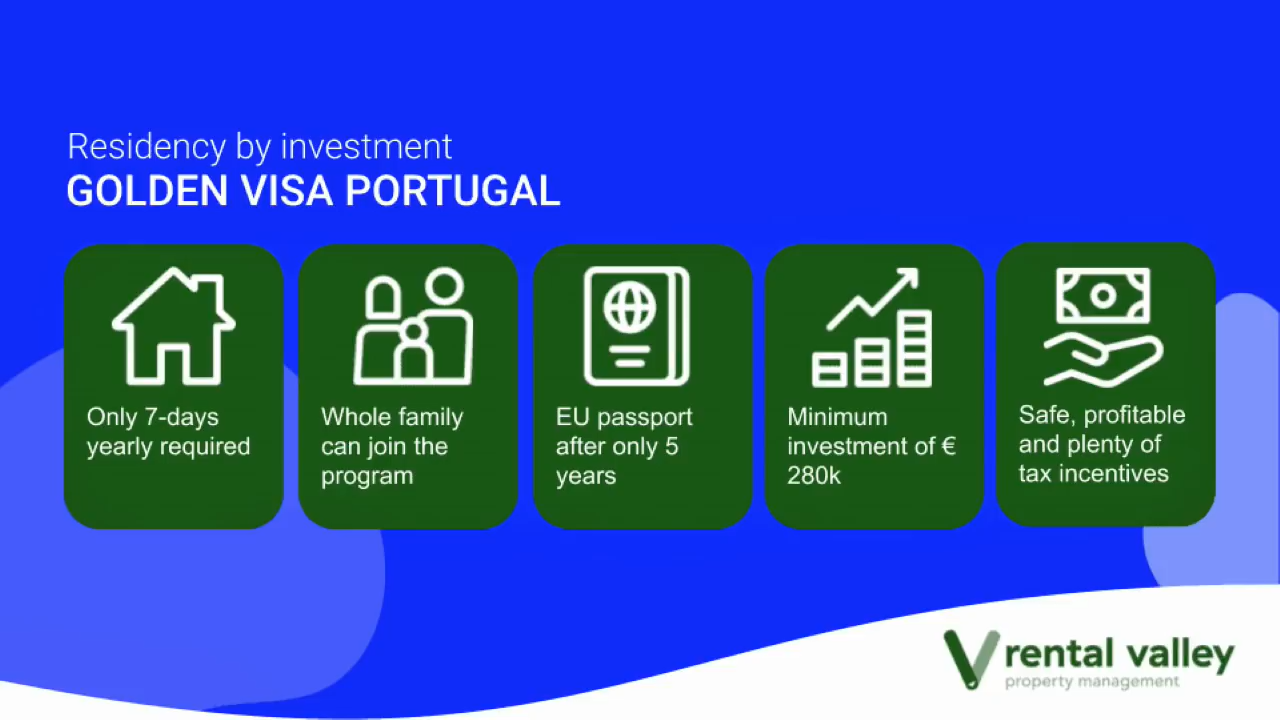 Residency by investment
GOLDEN VISA PORTUGAL
Only 7-days
yearly required
Whole family
can join the
program
EU passport
after only 5
years
Minimum
investment of €
280k
Safe, profitable
and plenty of
tax incentives
rental valley
property management